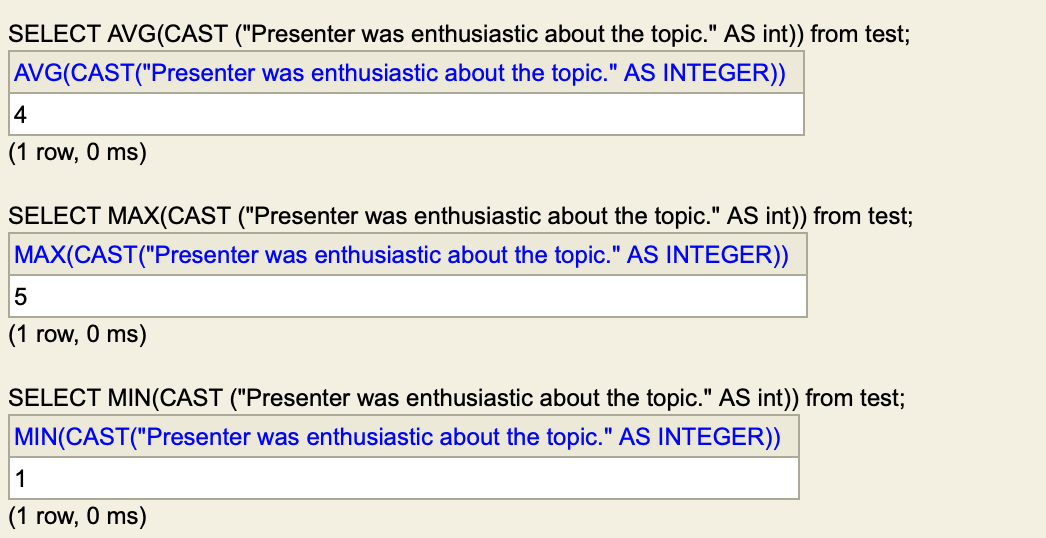 SELECT AVG(CAST ("Presenter was enthusiastic about the topic." AS int)) from test;
AVG(CAST("Presenter was enthusiastic about the topic." AS INTEGER))
4
(1 row, 0 ms)
SELECT MAX(CAST ("Presenter was enthusiastic about the topic." AS int)) from test;
MAX(CAST("Presenter was enthusiastic about the topic." AS INTEGER))
5
(1 row, 0 ms)
SELECT MIN(CAST ("Presenter was enthusiastic about the topic." AS int)) from test;
MIN(CAST("Presenter was enthusiastic about the topic." AS INTEGER))
1
(1 row, 0 ms)